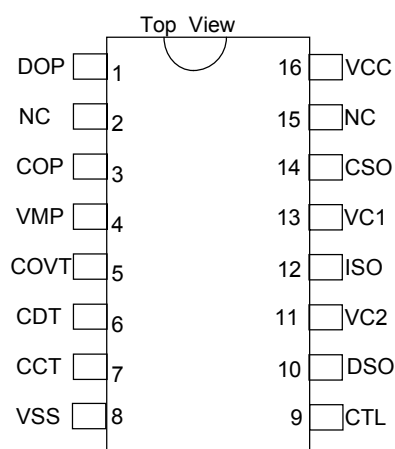 Top View
DOP 1 16 VCC
NC 2 15 NC
COP 3 14 CSO
VMP 4 13 VC1
COVT 5 12 ISO
CDT 6 11 VC2
CCT 7 10 DSO
VSS 8 9 CTL